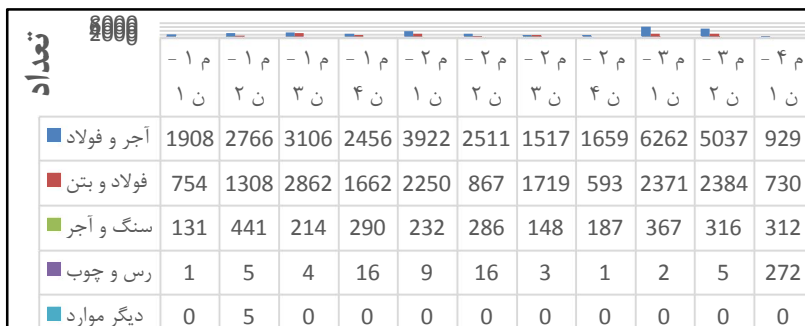 8000
تعداد
م ۱ - ن ۱ م ۱ - ن ۲ م ۱ - ن ۳ م ۱ - ن ۴ م ۲ - ن ۱ م ۲ - ن ۲ م ۲ - ن ۳ م ۲ - ن ۴ م ۳ - ن ۱ م ۳ - ن ۲ م ۴ - ن ۱
آجر و فولاد 1908 2766 3106 2456 3922 2511 1517 1659 6262 5037 929
فولاد و بتن 754 1308 2862 1662 2250 867 1719 593 2371 2384 730
سنگ و آجر 131 441 214 290 232 286 148 187 367 316 312
رس و چوب 1 5 4 16 9 16 3 1 2 5 272
دیگر موارد 0 5 0 0 0 0 0 0 0 0 0